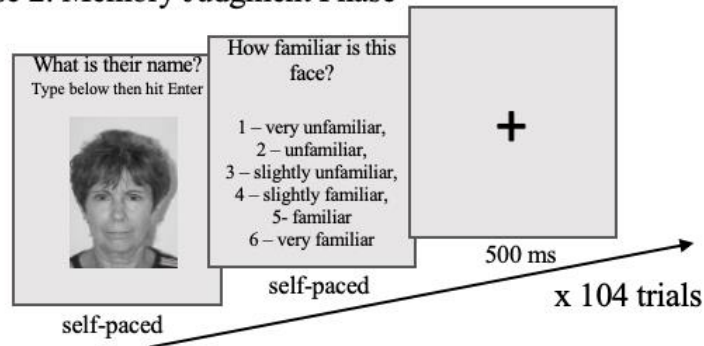 2. Memory Judgment Phase
What is their name?
Type below then hit Enter
self-paced
How familiar is this
face?
1 – very unfamiliar,
2 – unfamiliar,
3 – slightly unfamiliar,
4 – slightly familiar,
5- familiar
6 – very familiar
self-paced
+
500 ms
x 104 trials